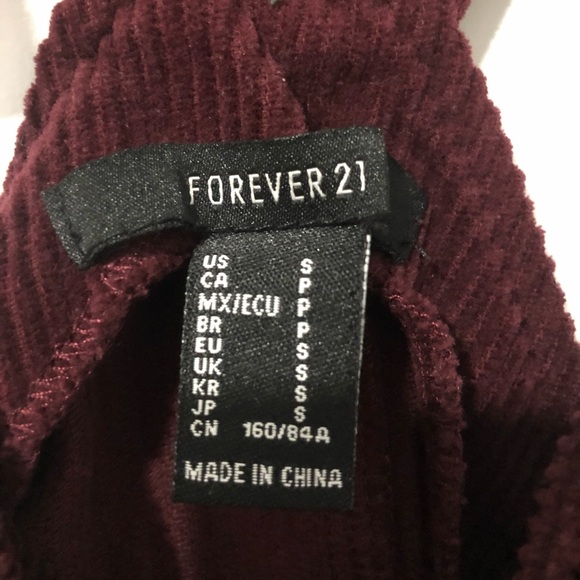 FOREVER 21
US S
CA P
MX/ECU P
BR P
EU S
UK S
KR S
JP S
CN 160/84A
MADE IN CHINA